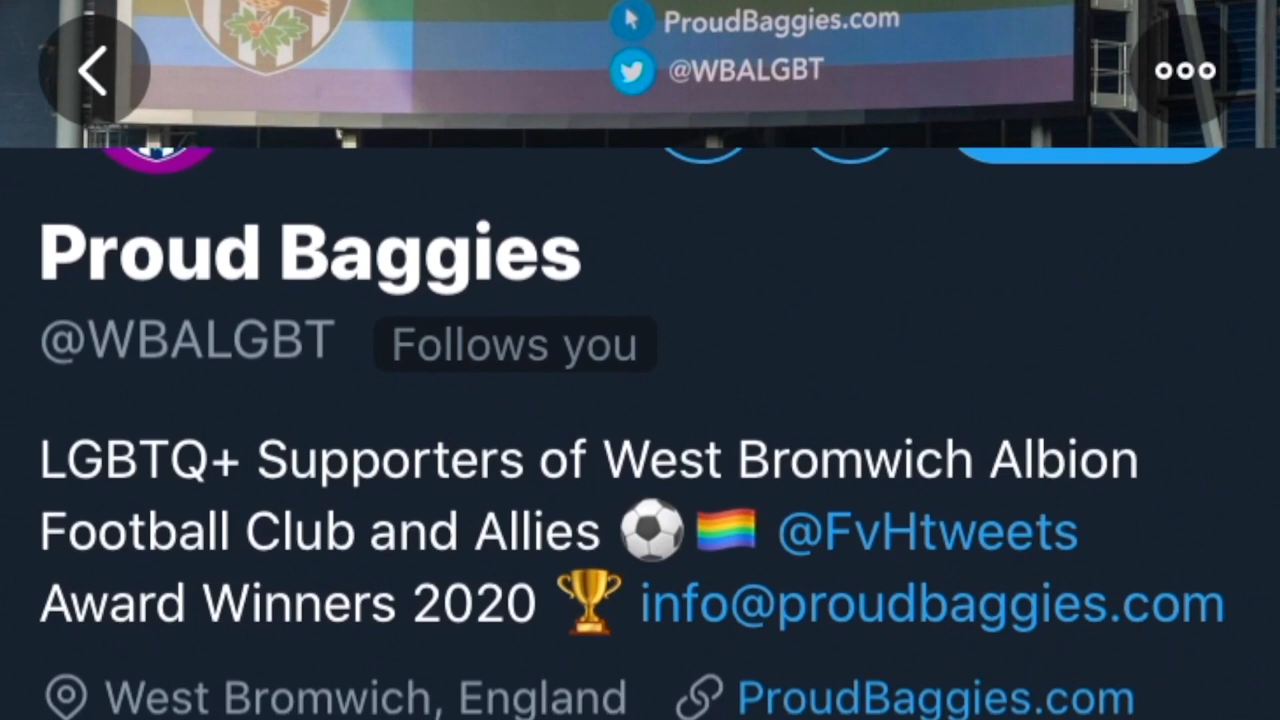 ProudBaggies.com
@WBALGBT
Proud Baggies
@WBALGBT Follows you
LGBTQ+ Supporters of West Bromwich Albion
Football Club and Allies ⚽🏳️‍🌈 @FvHtweets
Award Winners 2020 🏆 info@proudbaggies.com
West Bromwich, England ProudBaggies.com